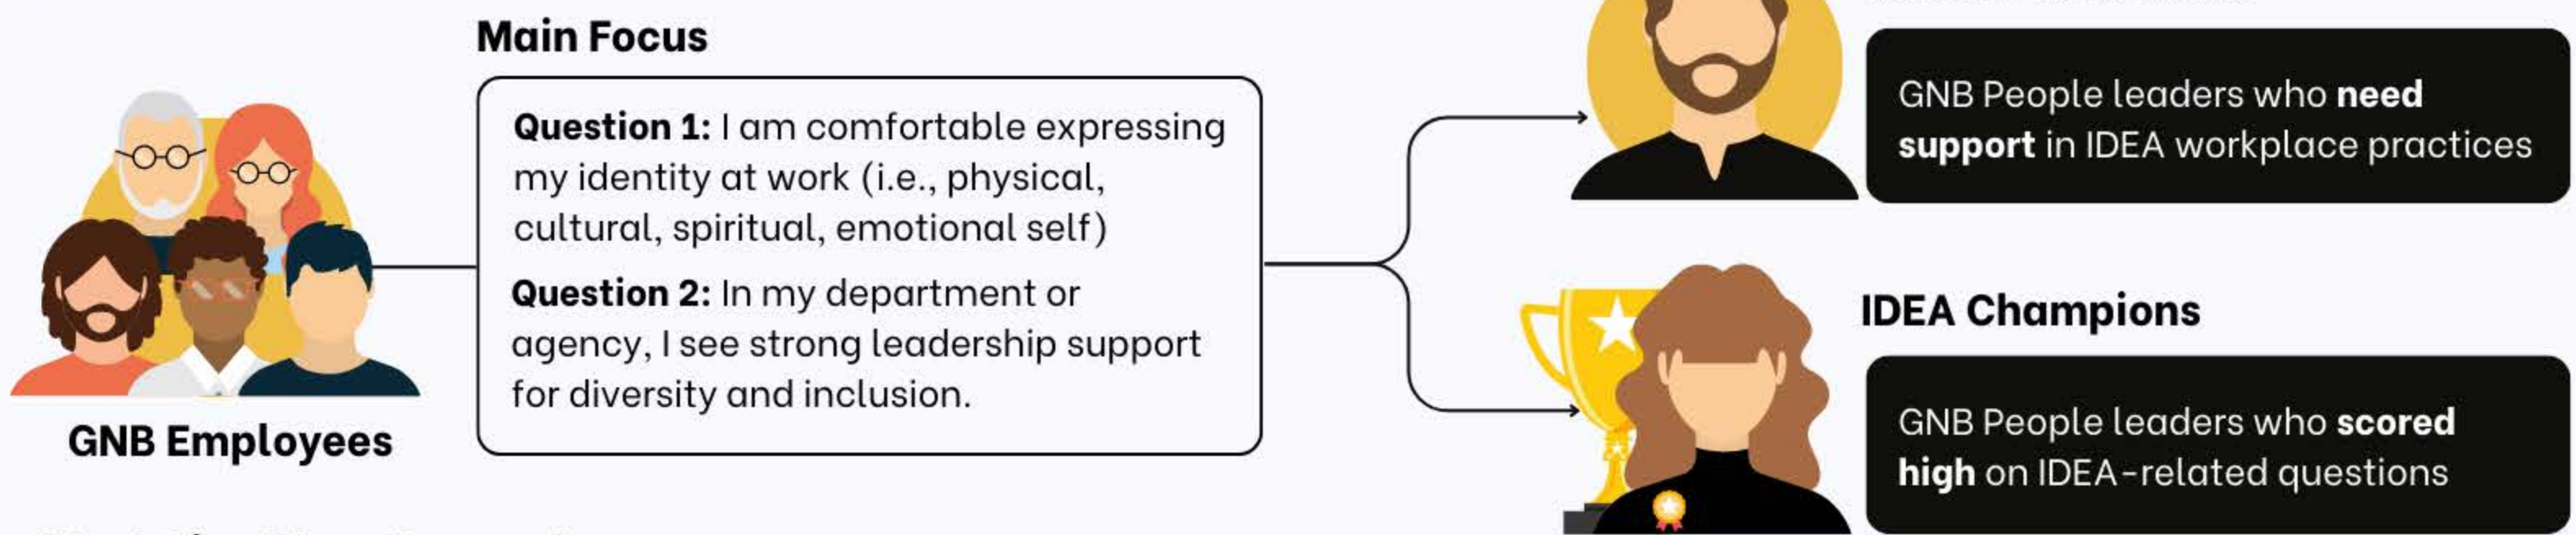 Main Focus
Question 1: I am comfortable expressing
my identity at work (i.e., physical,
cultural, spiritual, emotional self)
Question 2: In my department or
agency, I see strong leadership support
for diversity and inclusion.
GNB Employees
GNB People leaders who need
support in IDEA workplace practices
IDEA Champions
GNB People leaders who scored
high on IDEA-related questions